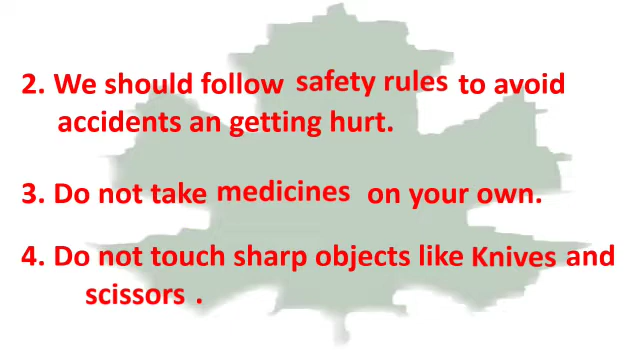 2. We should follow safety rules to avoid
accidents an getting hurt.
3. Do not take medicines on your own.
4. Do not touch sharp objects like Knives and
scissors .